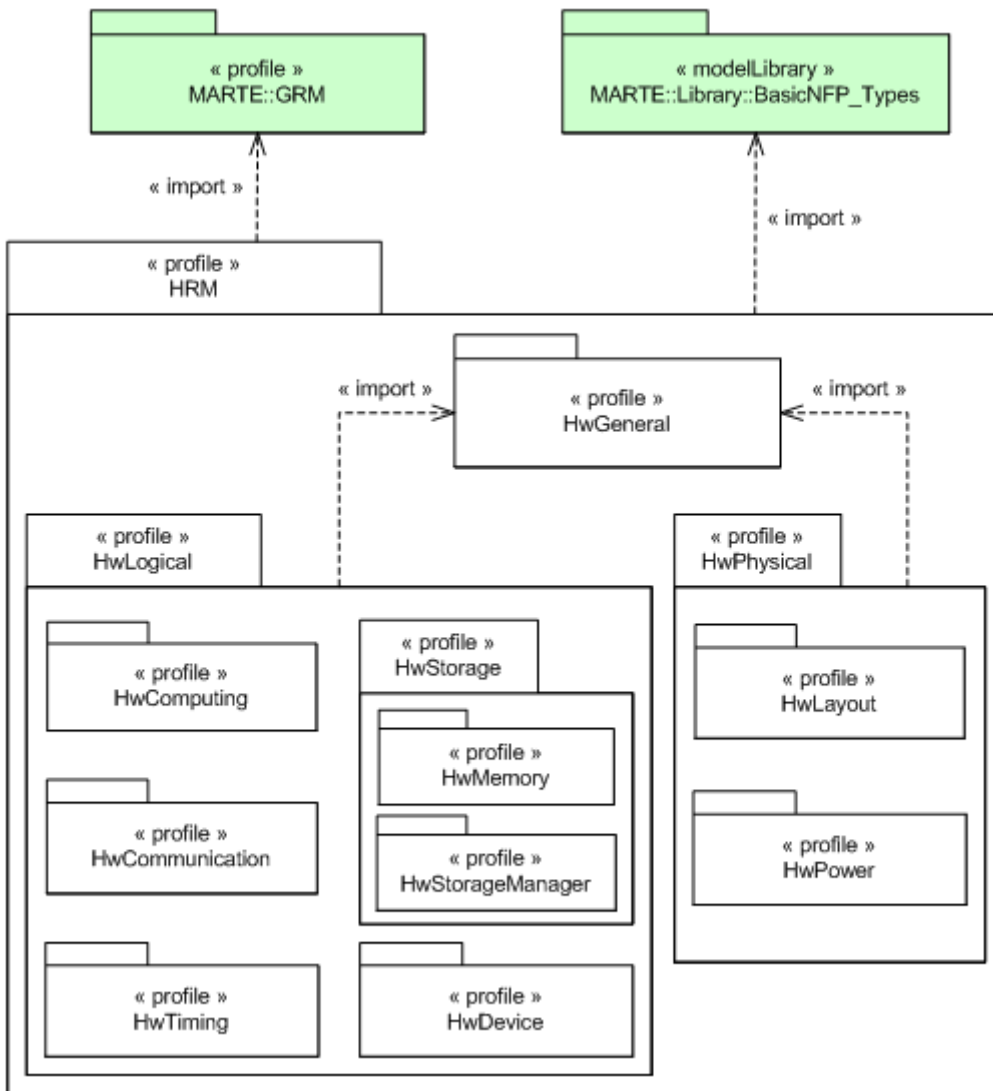 « profile »
MARTE::GRM
« modelLibrary »
MARTE::Library::BasicNFP_Types
« import »
« import »
« profile »
HRM
« import »
« import »
« profile »
HwGeneral
« profile »
HwLogical
« profile »
HwPhysical
« profile »
HwComputing
« profile »
HwStorage
« profile »
HwLayout
« profile »
HwMemory
« profile »
HwCommunication
« profile »
HwStorageManager
« profile »
HwPower
« profile »
HwTiming
« profile »
HwDevice